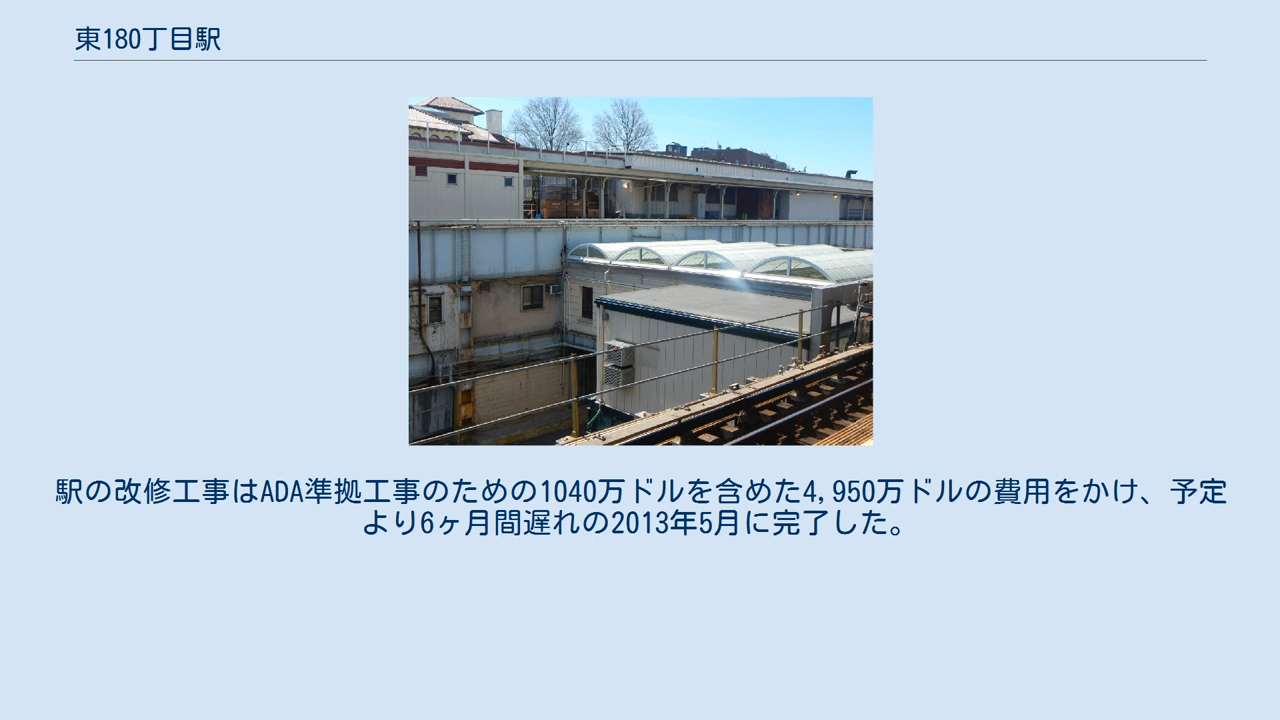 東180丁目駅
駅の改修工事はADA準拠工事のための1040万ドルを含めた4,950万ドルの費用をかけ、予定
より6ヶ月間遅れの2013年5月に完了した。